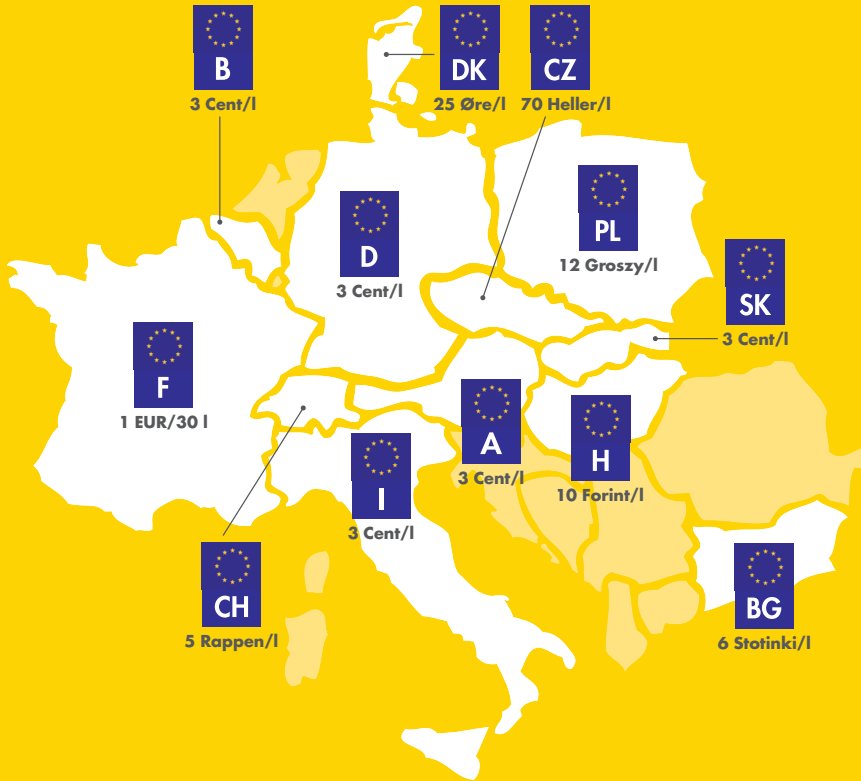 B
3 Cent/l
DK
25 Øre/l
CZ
70 Heller/l
D
3 Cent/l
PL
12 Groszy/l
SK
3 Cent/l
F
1 EUR/30 l
A
3 Cent/l
H
10 Forint/l
I
3 Cent/l
CH
5 Rappen/l
BG
6 Stotinki/l